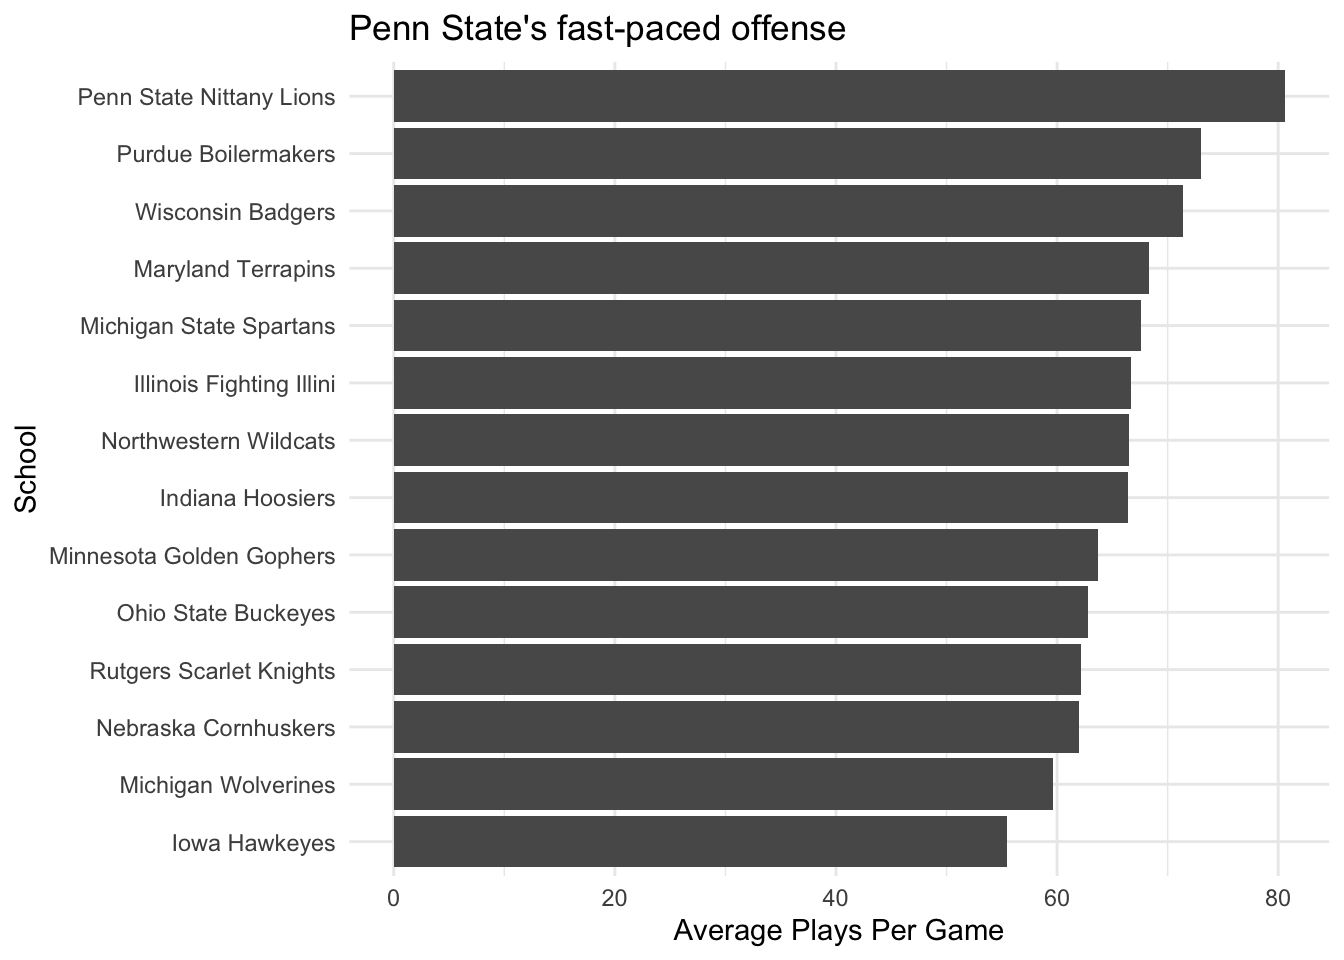 Penn State's fast-paced offense
School
Penn State Nittany Lions
Purdue Boilermakers
Wisconsin Badgers
Maryland Terrapins
Michigan State Spartans
Illinois Fighting Illini
Northwestern Wildcats
Indiana Hoosiers
Minnesota Golden Gophers
Ohio State Buckeyes
Rutgers Scarlet Knights
Nebraska Cornhuskers
Michigan Wolverines
Iowa Hawkeyes
0 20 40 60 80
Average Plays Per Game